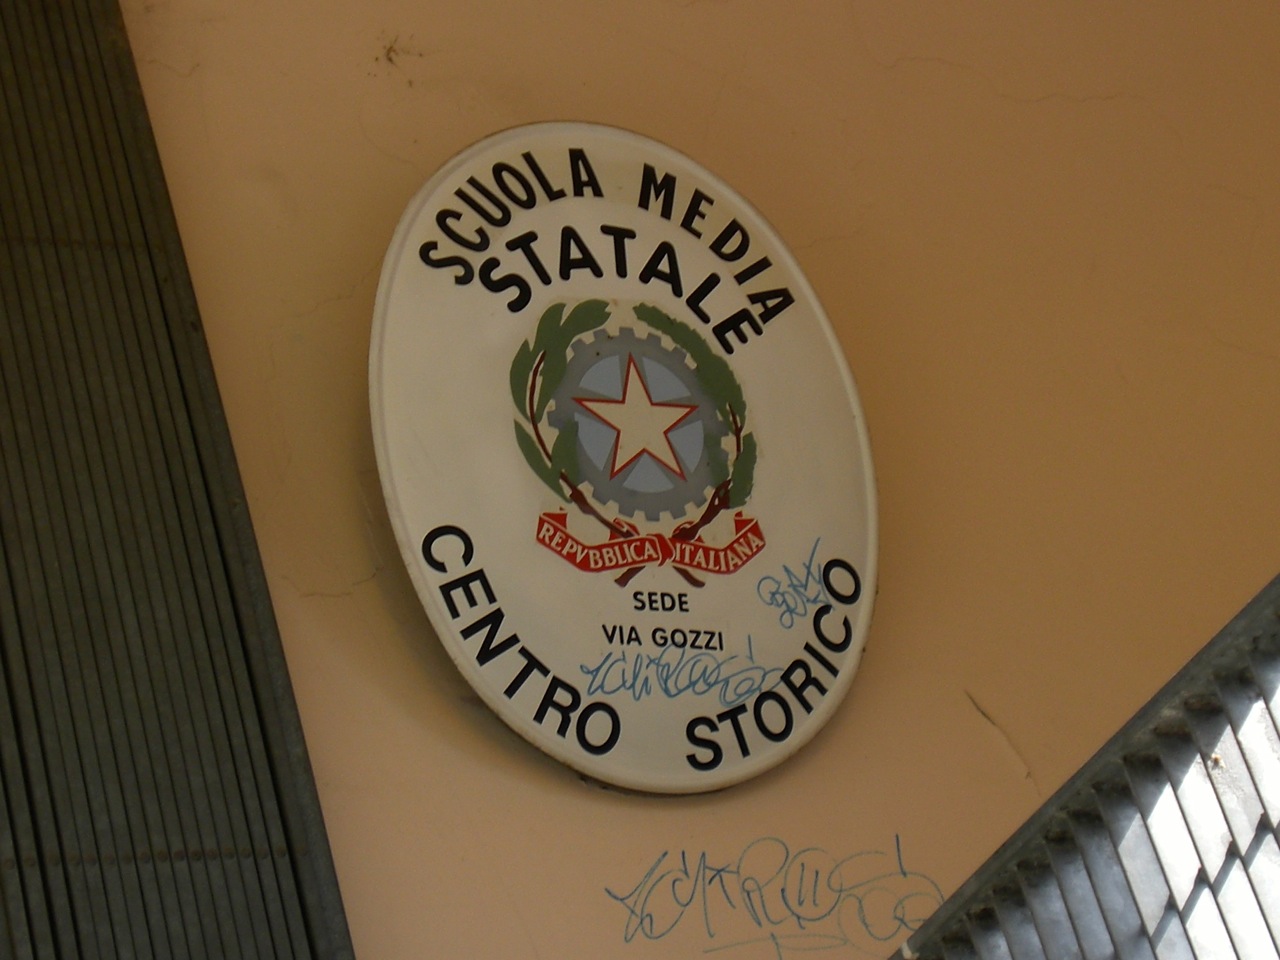 SCUOLA MEDIA
STATALE
REPVBBLICA ITALIANA
SEDE
VIA GOZZI
CENTRO STORICO